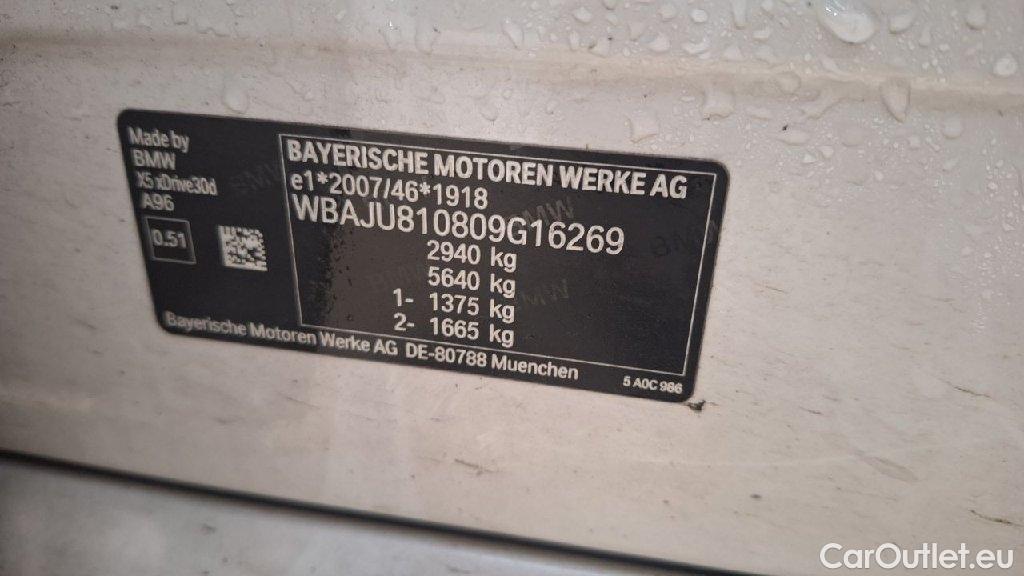 Made by
BMW
X5 xDrive30d
A96
0.51
BAYERISCHE MOTOREN WERKE AG
e1*2007/46*1918
WBAJU810809G16269
2940 kg
5640 kg
1- 1375 kg
2- 1665 kg
Bayerische Motoren Werke AG DE-80788 Muenchen
5 A0C 986
CarOutlet.eu